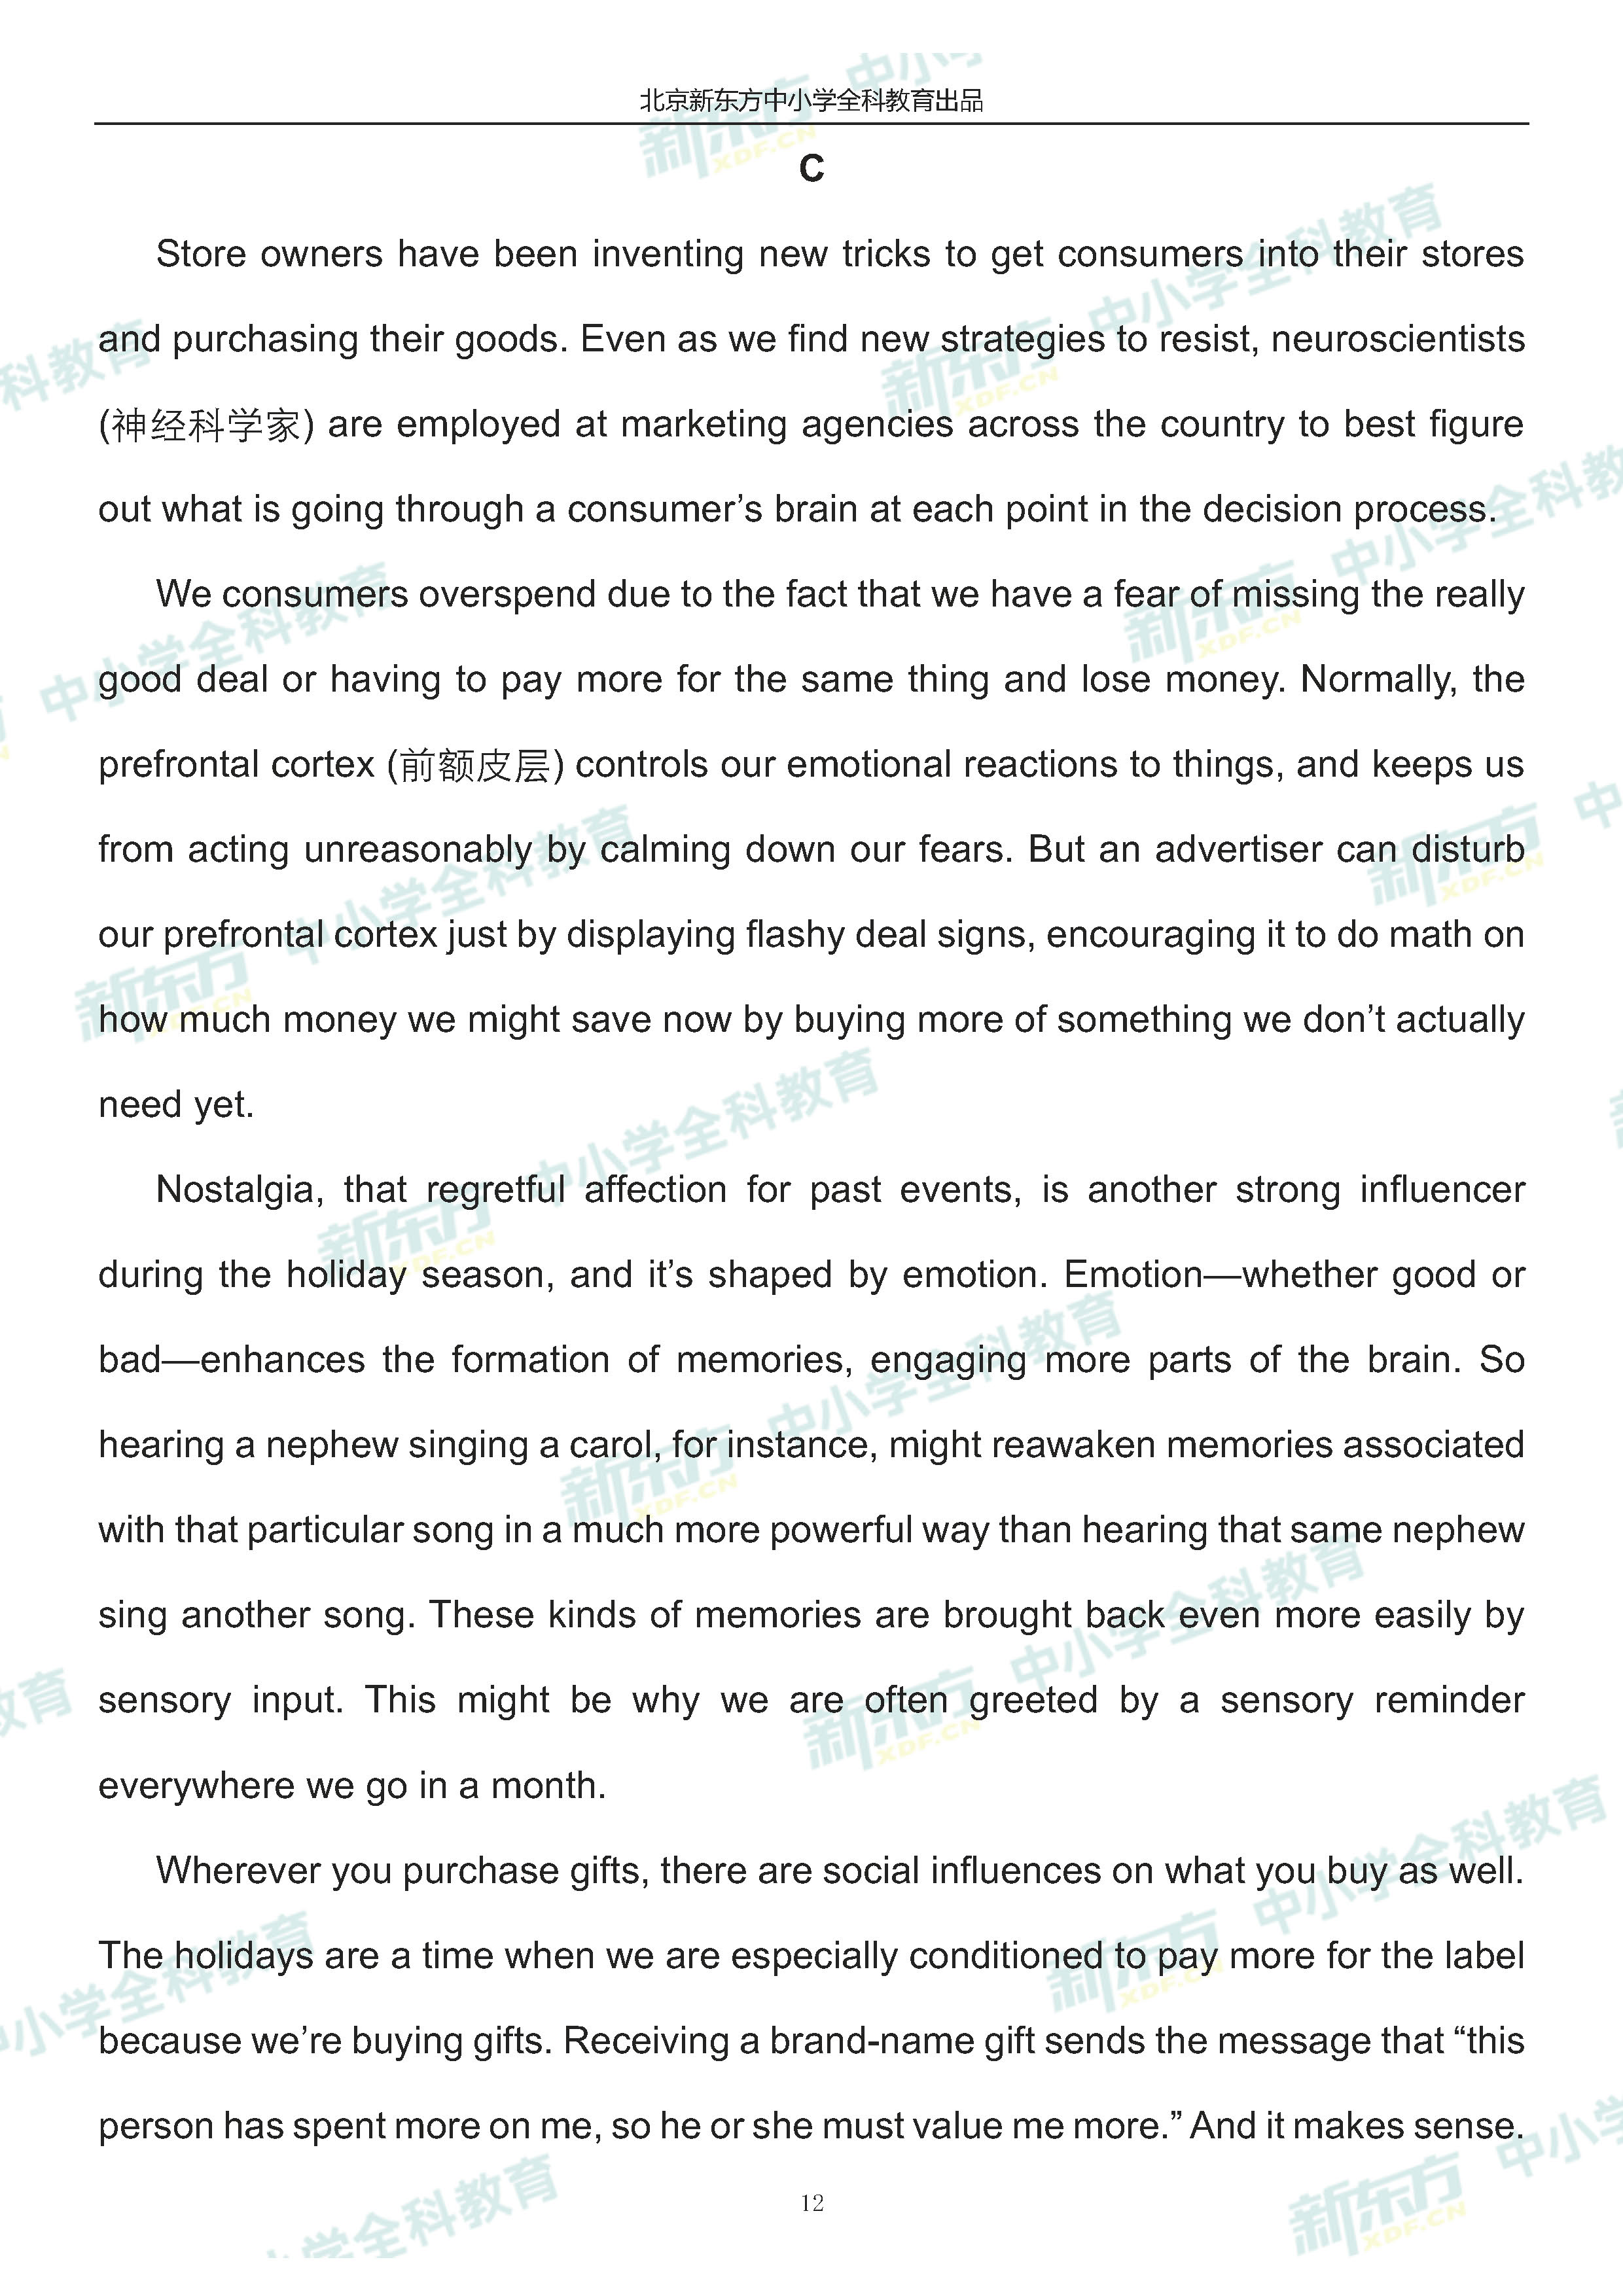 北京新东方中小学全科教育出品
C
Store owners have been inventing new tricks to get consumers into their stores
and purchasing their goods. Even as we find new strategies to resist, neuroscientists
(神经科学家) are employed at marketing agencies across the country to best figure
out what is going through a consumer’s brain at each point in the decision process.
We consumers overspend due to the fact that we have a fear of missing the really
good deal or having to pay more for the same thing and lose money. Normally, the
prefrontal cortex (前额皮层) controls our emotional reactions to things, and keeps us
from acting unreasonably by calming down our fears. But an advertiser can disturb
our prefrontal cortex just by displaying flashy deal signs, encouraging it to do math on
how much money we might save now by buying more of something we don’t actually
need yet.
Nostalgia, that regretful affection for past events, is another strong influencer
during the holiday season, and it’s shaped by emotion. Emotion—whether good or
bad—enhances the formation of memories, engaging more parts of the brain. So
hearing a nephew singing a carol, for instance, might reawaken memories associated
with that particular song in a much more powerful way than hearing that same nephew
sing another song. These kinds of memories are brought back even more easily by
sensory input. This might be why we are often greeted by a sensory reminder
everywhere we go in a month.
Wherever you purchase gifts, there are social influences on what you buy as well.
The holidays are a time when we are especially conditioned to pay more for the label
because we’re buying gifts. Receiving a brand-name gift sends the message that “this
person has spent more on me, so he or she must value me more.” And it makes sense.
12
新东方 XDF.CN 中小学全科教育